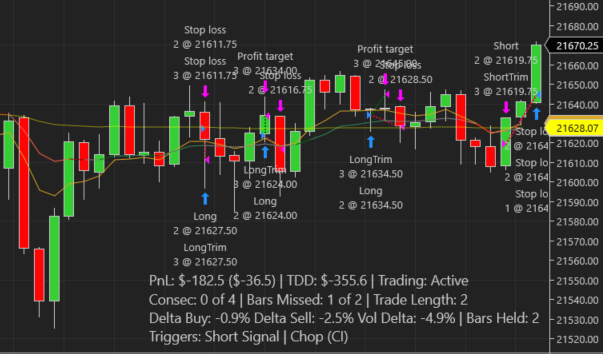 Stop loss
2 @ 21611.75
Stop loss
3 @ 21611.75
Profit target
3 @ 21634.00
Stop loss
2 @ 21616.75
Profit target
3 @ 21645.00
Stop loss
2 @ 21628.50
Short
2 @ 21619.75
ShortTrim
3 @ 21619.75
Long
2 @ 21627.50
LongTrim
3 @ 21627.50
LongTrim
3 @ 21624.00
Long
2 @ 21624.00
LongTrim
3 @ 21634.50
Long
2 @ 21634.50
Stop lo
2 @ 2164
Stop lo
2 @ 2164
Stop lo
1 @ 2164
PnL: $-182.5 ($-36.5) | TDD: $-355.6 | Trading: Active
Consec: 0 of 4 | Bars Missed: 1 of 2 | Trade Length: 2
Delta Buy: -0.9% Delta Sell: -2.5% Vol Delta: -4.9% | Bars Held: 2
Triggers: Short Signal | Chop (CI)
21690.00
21680.00
21670.25
21660.00
21650.00
21640.00
21628.07
21620.00
21610.00
21600.00
21590.00
21580.00
21570.00
21560.00
21550.00
21540.00
21530.00
21520.00